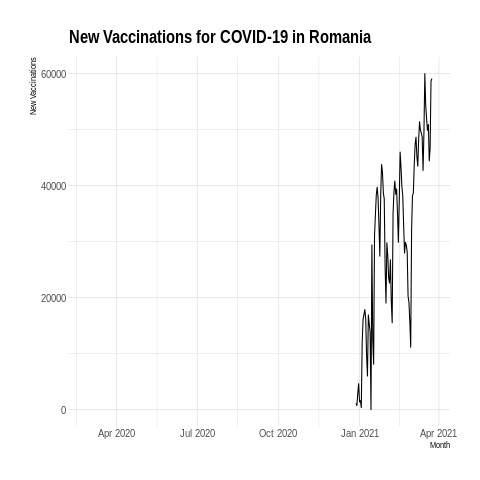 New Vaccinations for COVID-19 in Romania
New Vaccinations
60000
40000
20000
0
Apr 2020 Jul 2020 Oct 2020 Jan 2021 Apr 2021
Month